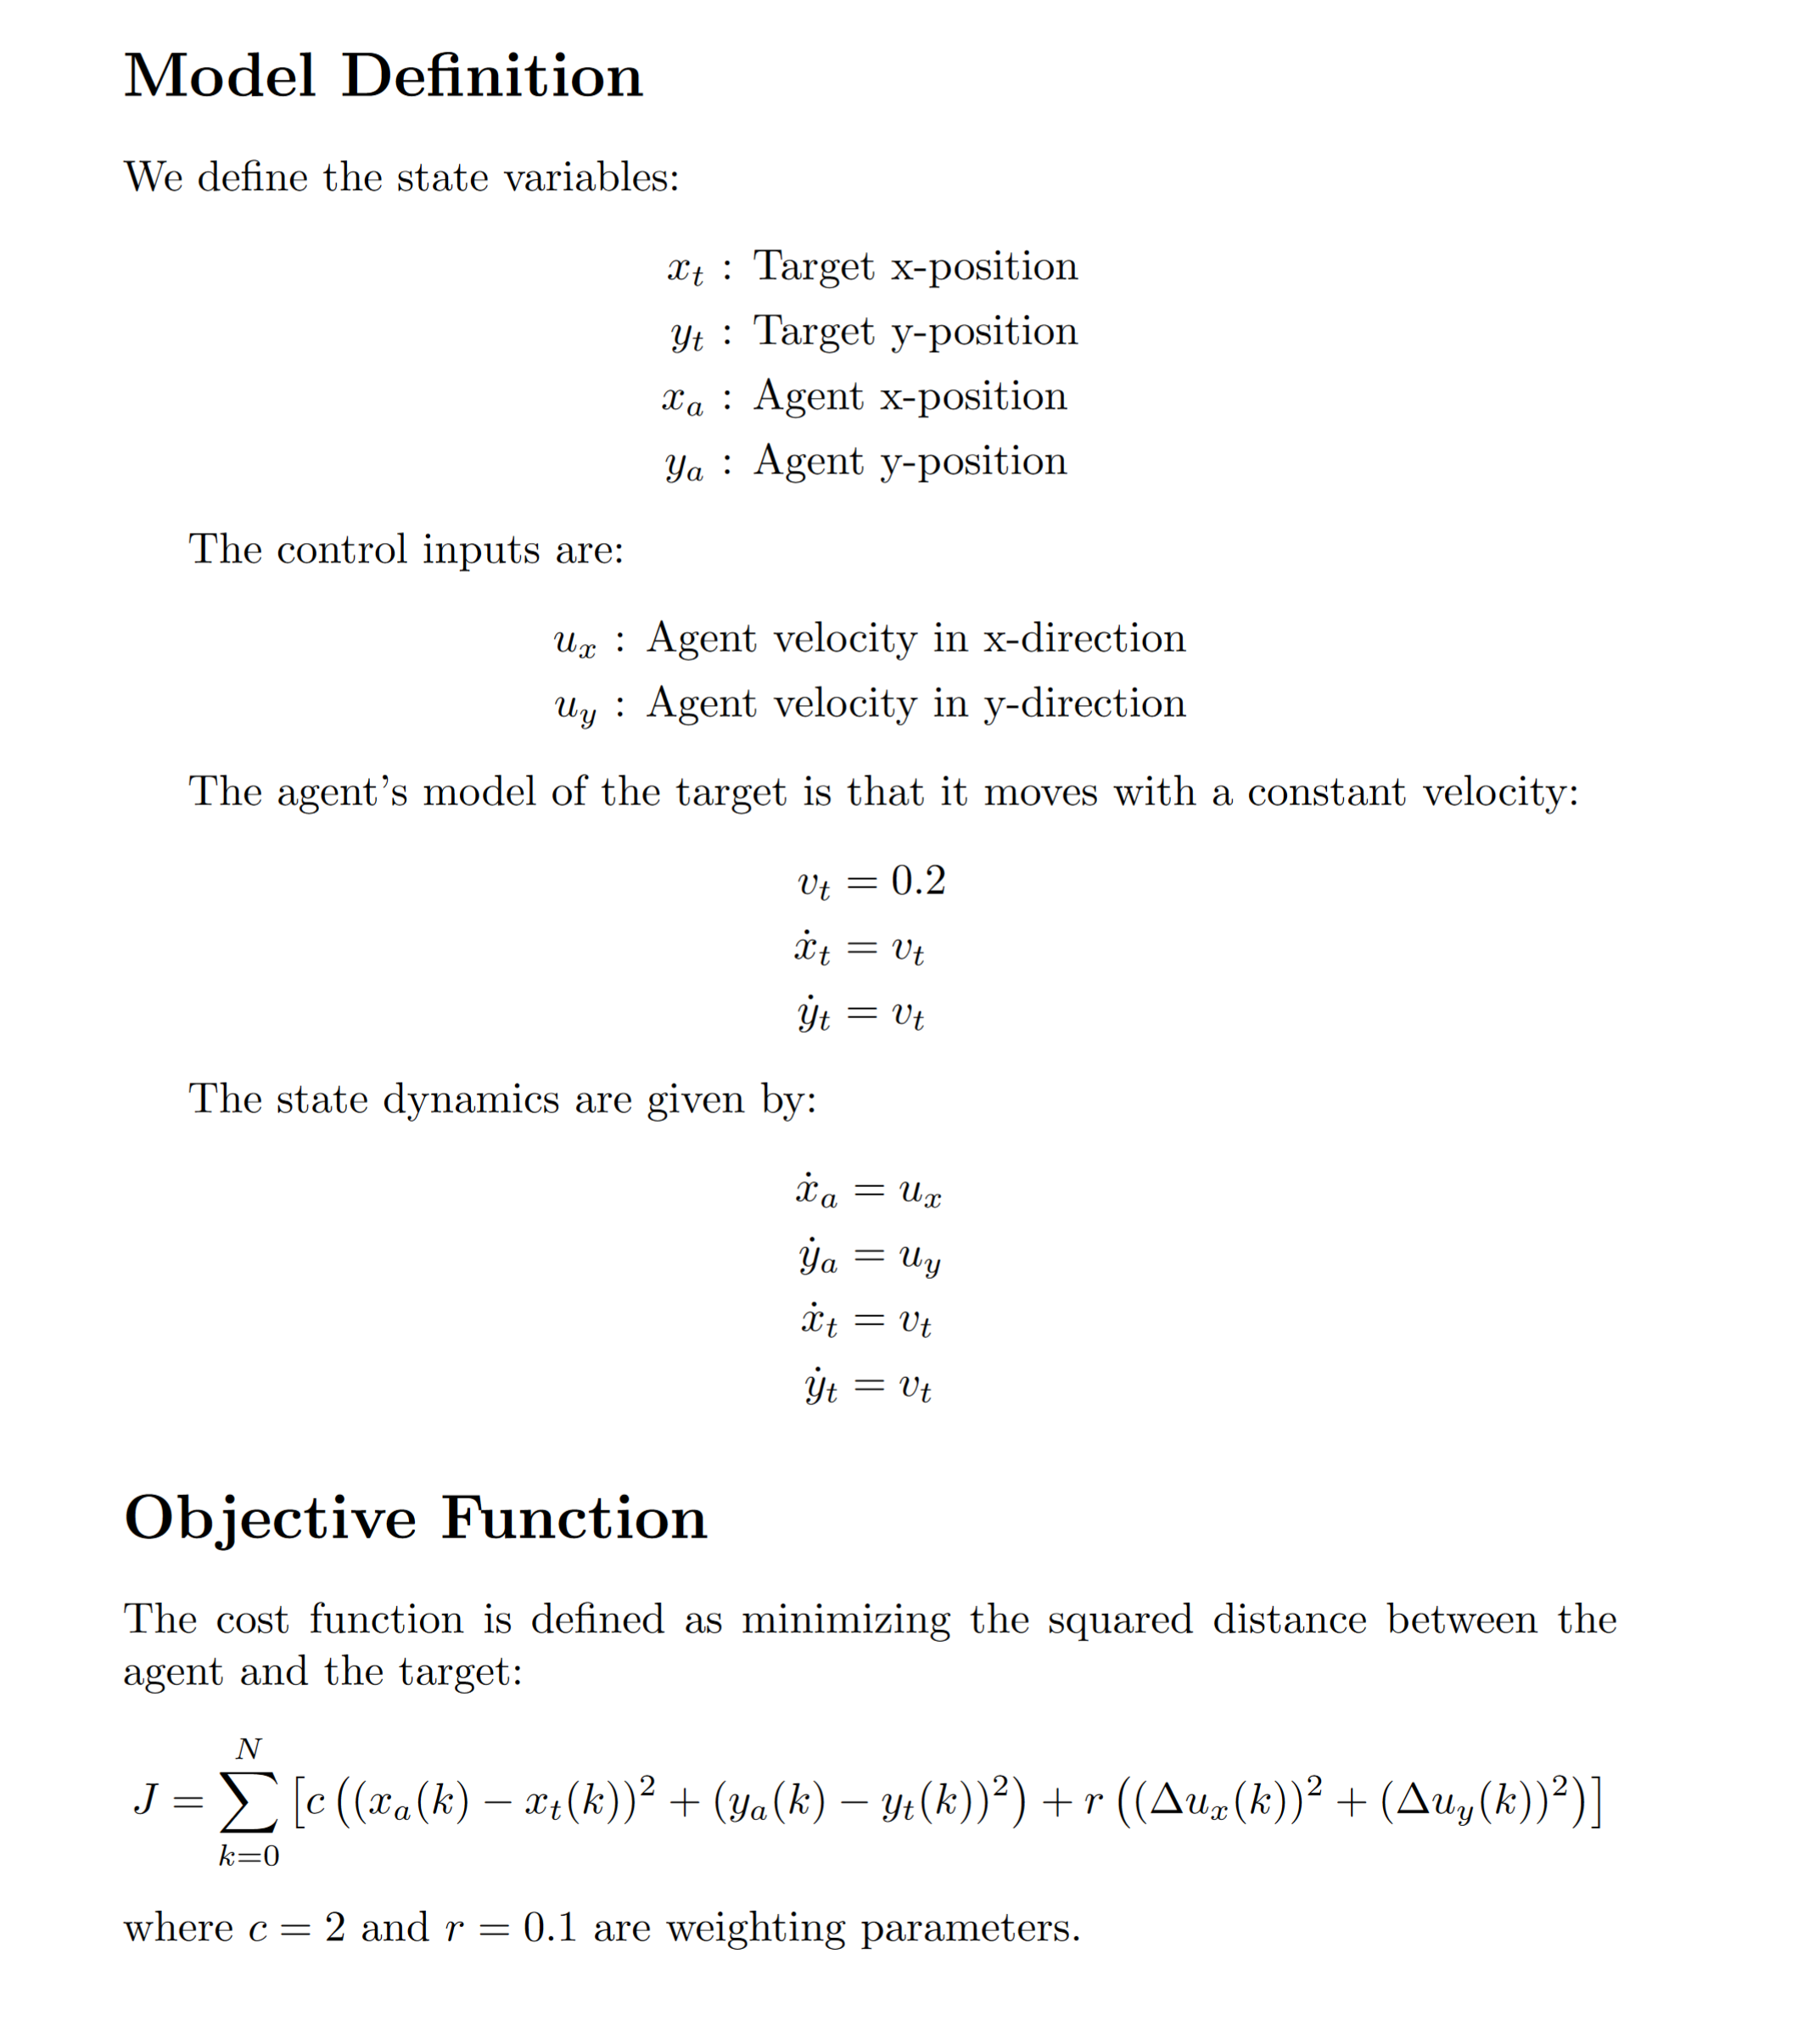 Model Definition
We define the state variables:
x_t : Target x-position
y_t : Target y-position
x_a : Agent x-position
y_a : Agent y-position
The control inputs are:
u_x : Agent velocity in x-direction
u_y : Agent velocity in y-direction
The agent’s model of the target is that it moves with a constant velocity:
v_t = 0.2
ẋ_t = v_t
ẏ_t = v_t
The state dynamics are given by:
ẋ_a = u_x
ẏ_a = u_y
ẋ_t = v_t
ẏ_t = v_t
Objective Function
The cost function is defined as minimizing the squared distance between the
agent and the target:
J = \sum_{k=0}^{N} [c ((x_a(k) − x_t(k))^2 + (y_a(k) − y_t(k))^2) + r ((Δu_x(k))^2 + (Δu_y(k))^2)]
where c = 2 and r = 0.1 are weighting parameters.